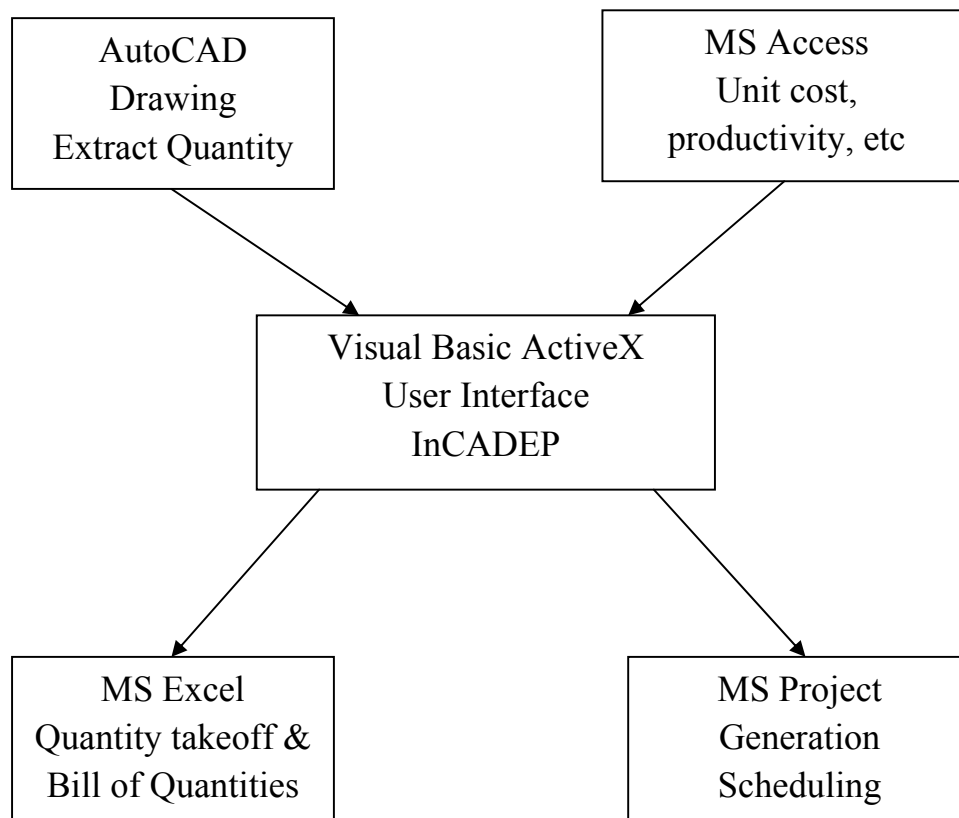 AutoCAD
Drawing
Extract Quantity
MS Access
Unit cost,
productivity, etc
Visual Basic ActiveX
User Interface
InCADEP
MS Excel
Quantity takeoff &
Bill of Quantities
MS Project
Generation
Scheduling